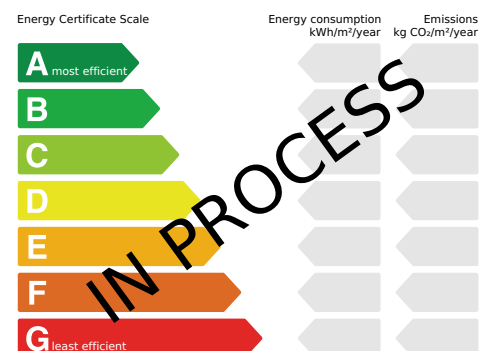 Energy Certificate Scale
Energy consumption
kWh/m²/year
Emissions
kg CO₂/m²/year
A most efficient
B
C
D
E
F
G least efficient
IN PROCESS